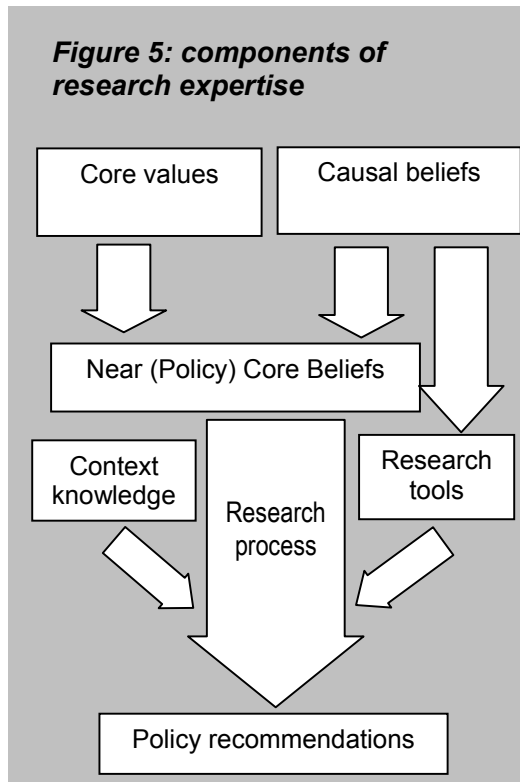 Figure 5: components of
research expertise
Core values
Causal beliefs
Near (Policy) Core Beliefs
Context
knowledge
Research
process
Research
tools
Policy recommendations